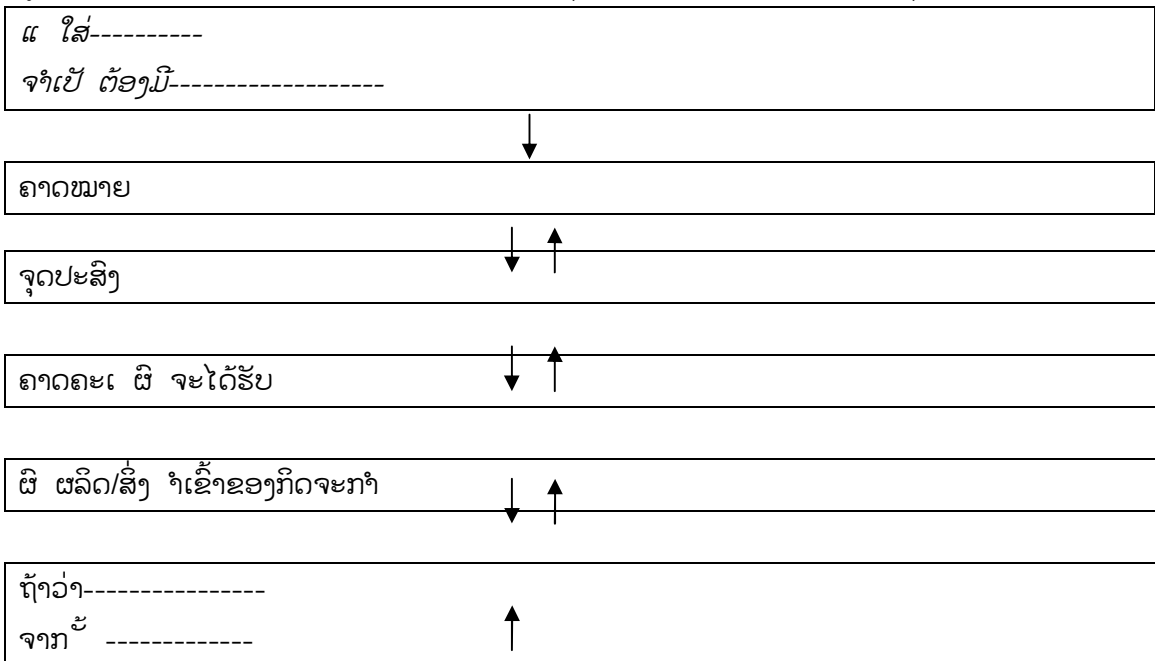 ແ ໃສ່----------
ຈຳເປັ ຕ້ອງມີ-------------------
ຄາດໝາຍ
ຈຸດປະສົງ
ຄາດຄະເ ຜົ ຈະໄດ້ຮັບ
ຜົ ຜລິດ/ສິ່ງ ຳເຂົ້າຂອງກິດຈະກຳ
ຖ້າວ່າ----------------
ຈາກ ັ້ -------------